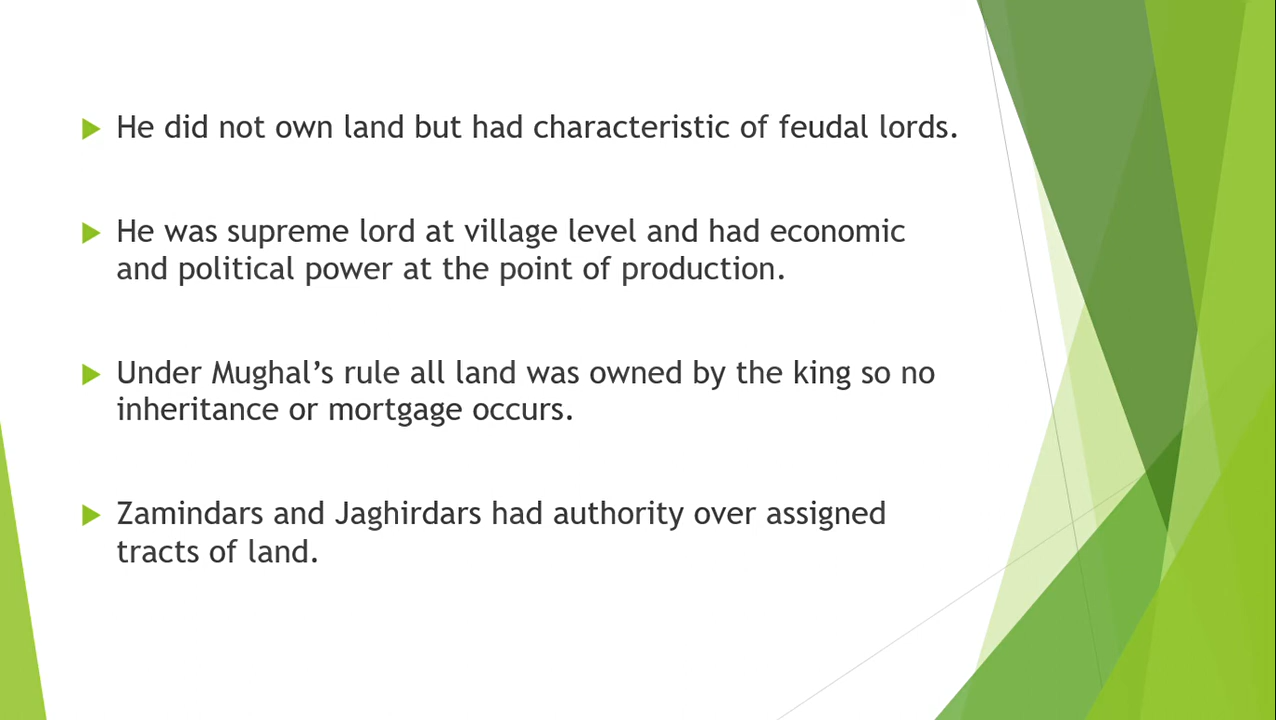 He did not own land but had characteristic of feudal lords.
He was supreme lord at village level and had economic
and political power at the point of production.
Under Mughal’s rule all land was owned by the king so no
inheritance or mortgage occurs.
Zamindars and Jaghirdars had authority over assigned
tracts of land.